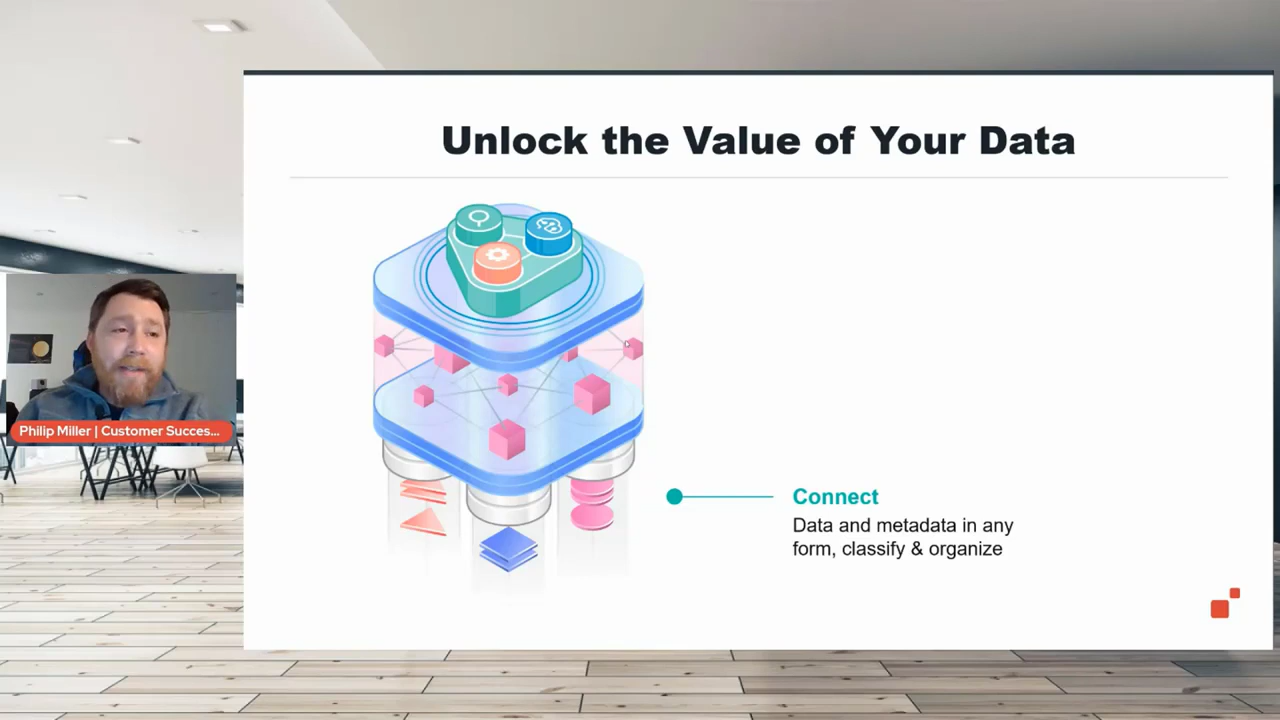 Unlock the Value of Your Data
Philip Miller | Customer Succes...
Connect
Data and metadata in any
form, classify & organize